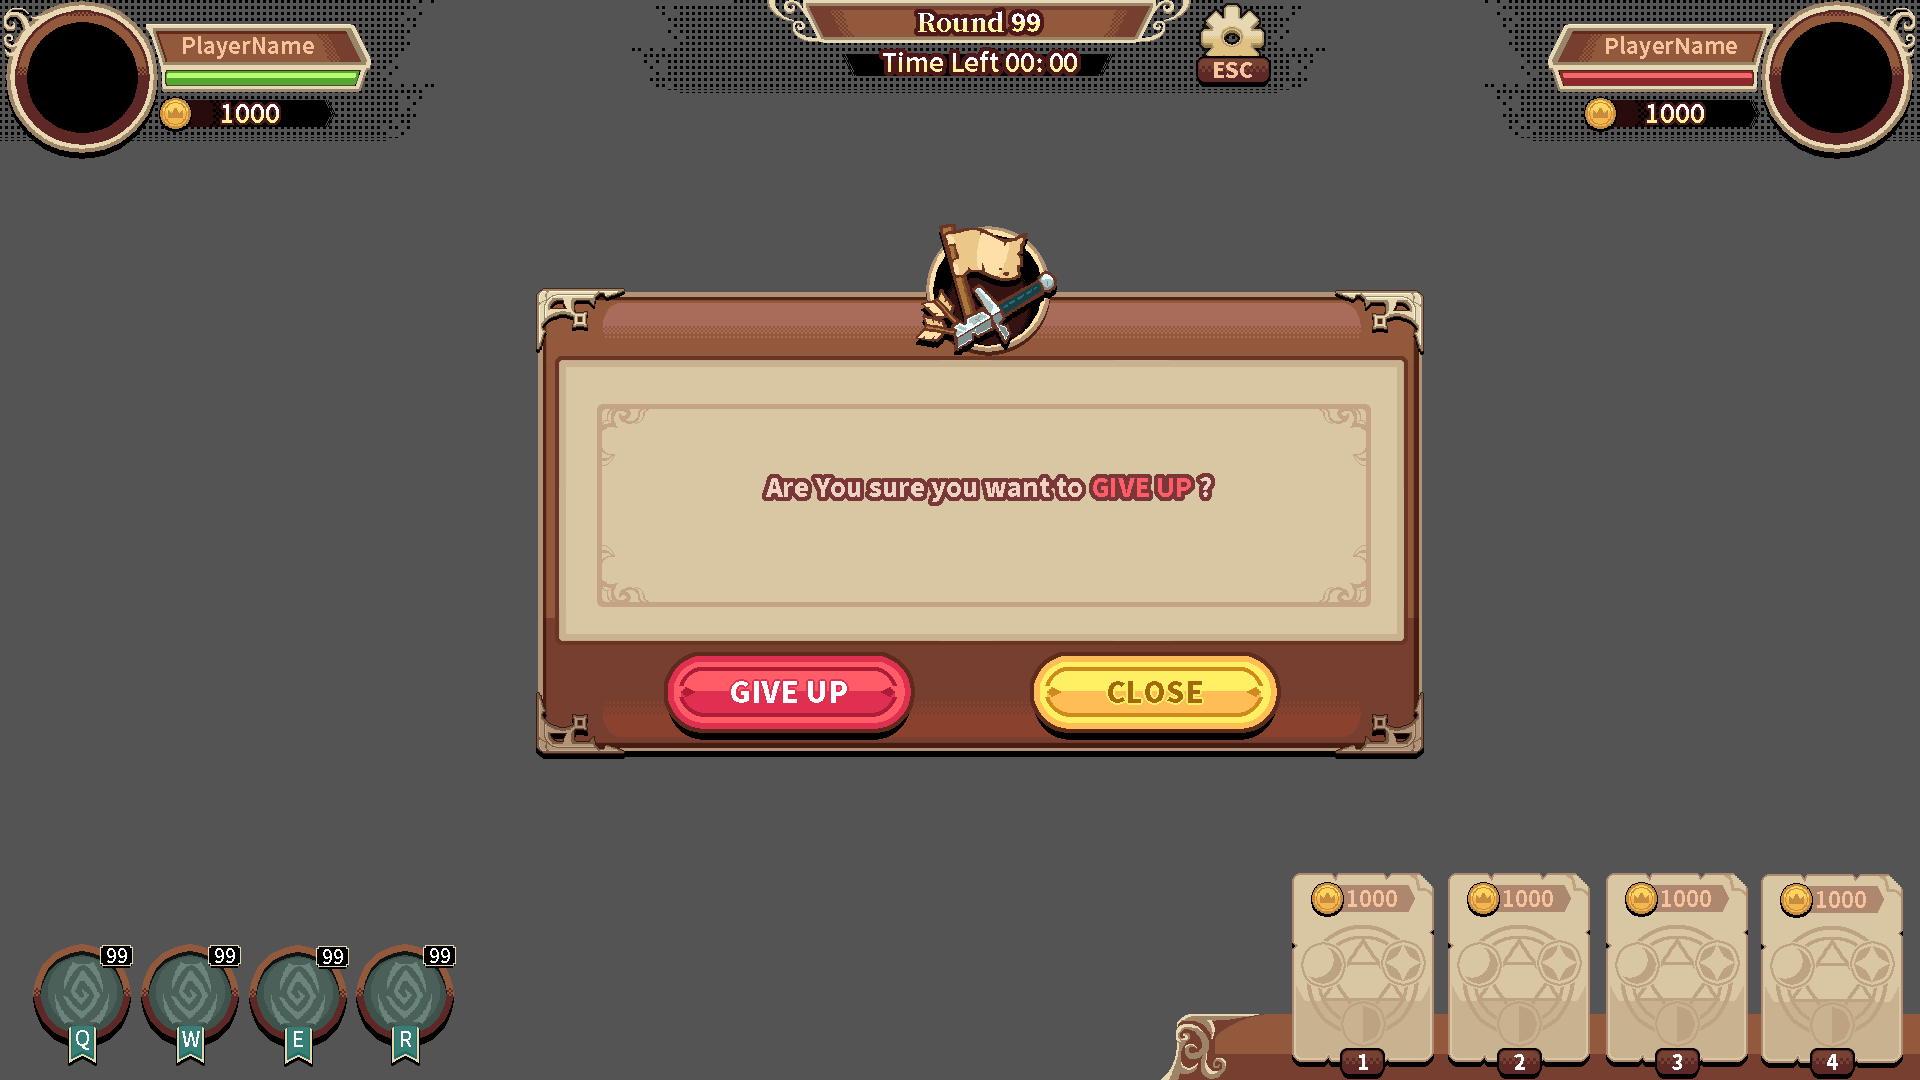 PlayerName
1000
Round 99
Time Left 00: 00
ESC
PlayerName
1000
Are You sure you want to GIVE UP ?
GIVE UP
CLOSE
99
99
99
99
Q
W
E
R
1000
1000
1000
1000
1
2
3
4